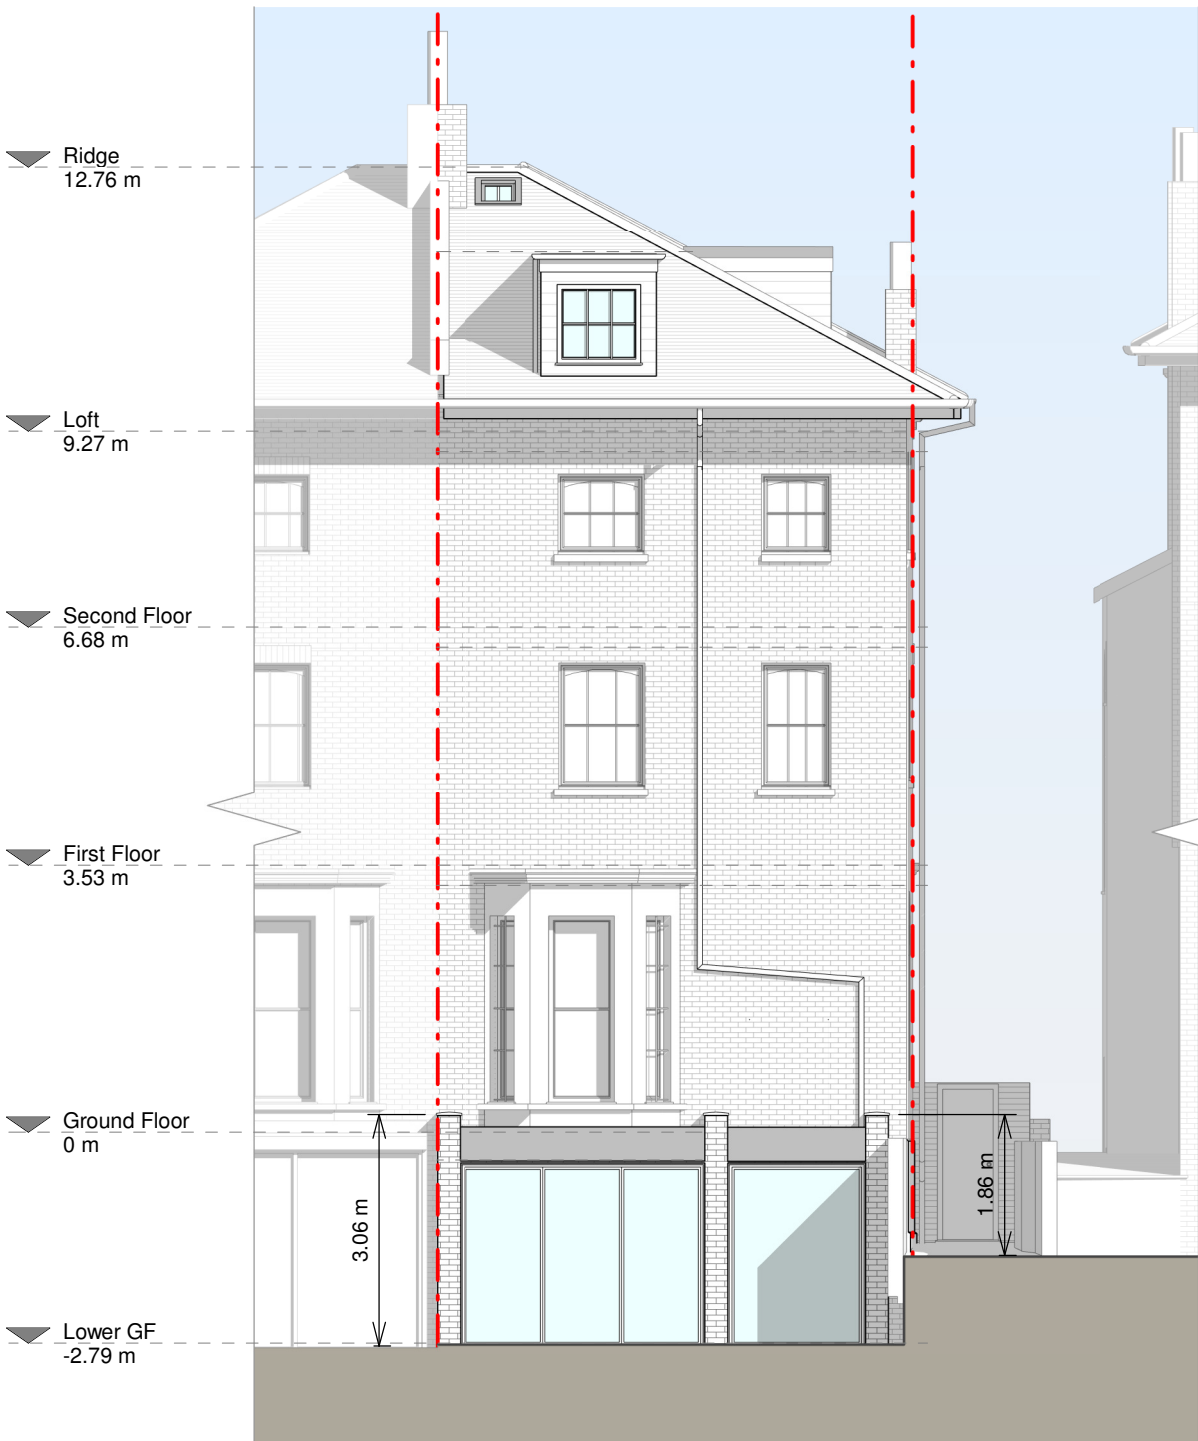 Ridge
12.76 m
Loft
9.27 m
Second Floor
6.68 m
First Floor
3.53 m
Ground Floor
0 m
3.06 m
1.86 m
Lower GF
-2.79 m